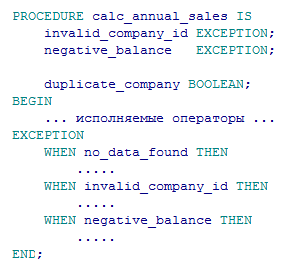 PROCEDURE calc_annual_sales IS
invalid_company_id EXCEPTION;
negative_balance EXCEPTION;
duplicate_company BOOLEAN;
BEGIN
... исполняемые операторы ...
EXCEPTION
WHEN no_data_found THEN
.....
WHEN invalid_company_id THEN
.....
WHEN negative_balance THEN
.....
END;